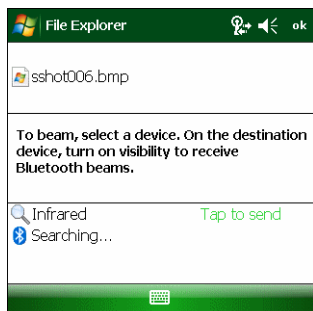 File Explorer ok
sshot006.bmp
To beam, select a device. On the destination
device, turn on visibility to receive
Bluetooth beams.
Infrared Tap to send
Searching...